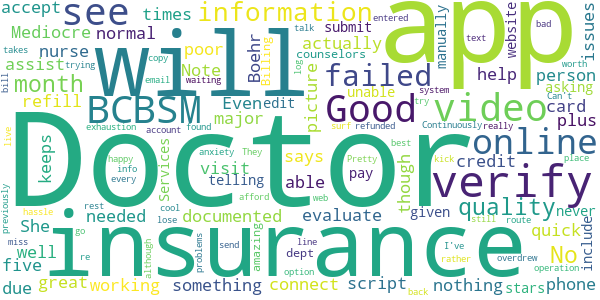 accept see times information app
Mediocre normal submit
nurse poor actually Boehr Billing
assist Note picture
month refill
will failed
talk counselors
entered text bad
manually website issues
log help person
Can't worth
takes trying bill
BCBSM Even edit
copy email waiting
unable asking
Good video card plus
major
exhaustion account found
system try
says online
keeps
Doctor
happy info every
Services visit telling
anxiety They
able pay
though credit
surf refunded
Continuously really
verify
live
needed documented evaluate
cool lose web afford
given
best Pretty kick place
quality never
previously
hassle
rest
She well
insurance
amazing
still route
No quick include
miss go
five
although re
problems send
line dept
option
I've rather overdrew
operation
due great working something
connect script nothing stars phone
back